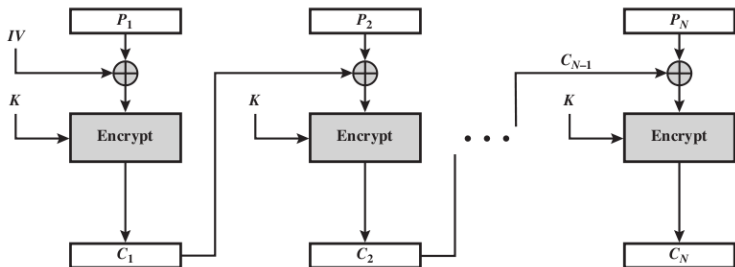 P1 P2 PN
IV
CN–1
K K K
Encrypt Encrypt Encrypt
C1 C2 CN